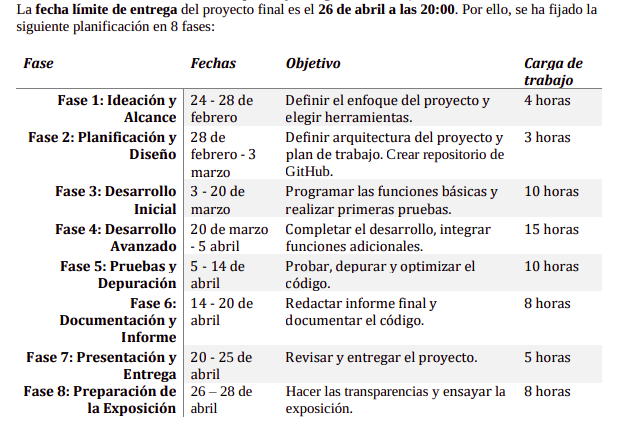 La fecha límite de entrega del proyecto final es el 26 de abril a las 20:00. Por ello, se ha fijado la
siguiente planificación en 8 fases:
Fase Fechas Objetivo Carga de
trabajo
Fase 1: Ideación y 24 - 28 de Definir el enfoque del proyecto y 4 horas
Alcance febrero elegir herramientas.
Fase 2: Planificación y 28 de Definir arquitectura del proyecto y 3 horas
Diseño febrero - 3 plan de trabajo. Crear repositorio de
marzo GitHub.
Fase 3: Desarrollo 3 - 20 de Programar las funciones básicas y 10 horas
Inicial marzo realizar primeras pruebas.
Fase 4: Desarrollo 20 de marzo Completar el desarrollo, integrar 15 horas
Avanzado - 5 abril funciones adicionales.
Fase 5: Pruebas y 5 - 14 de Probar, depurar y optimizar el 10 horas
Depuración abril código.
Fase 6: 14 - 20 de Redactar informe final y 8 horas
Documentación y abril documentar el código.
Informe
Fase 7: Presentación y 20 - 25 de Revisar y entregar el proyecto. 5 horas
Entrega abril
Fase 8: Preparación de 26 – 28 de Hacer las transparencias y ensayar la 8 horas
la Exposición abril exposición.